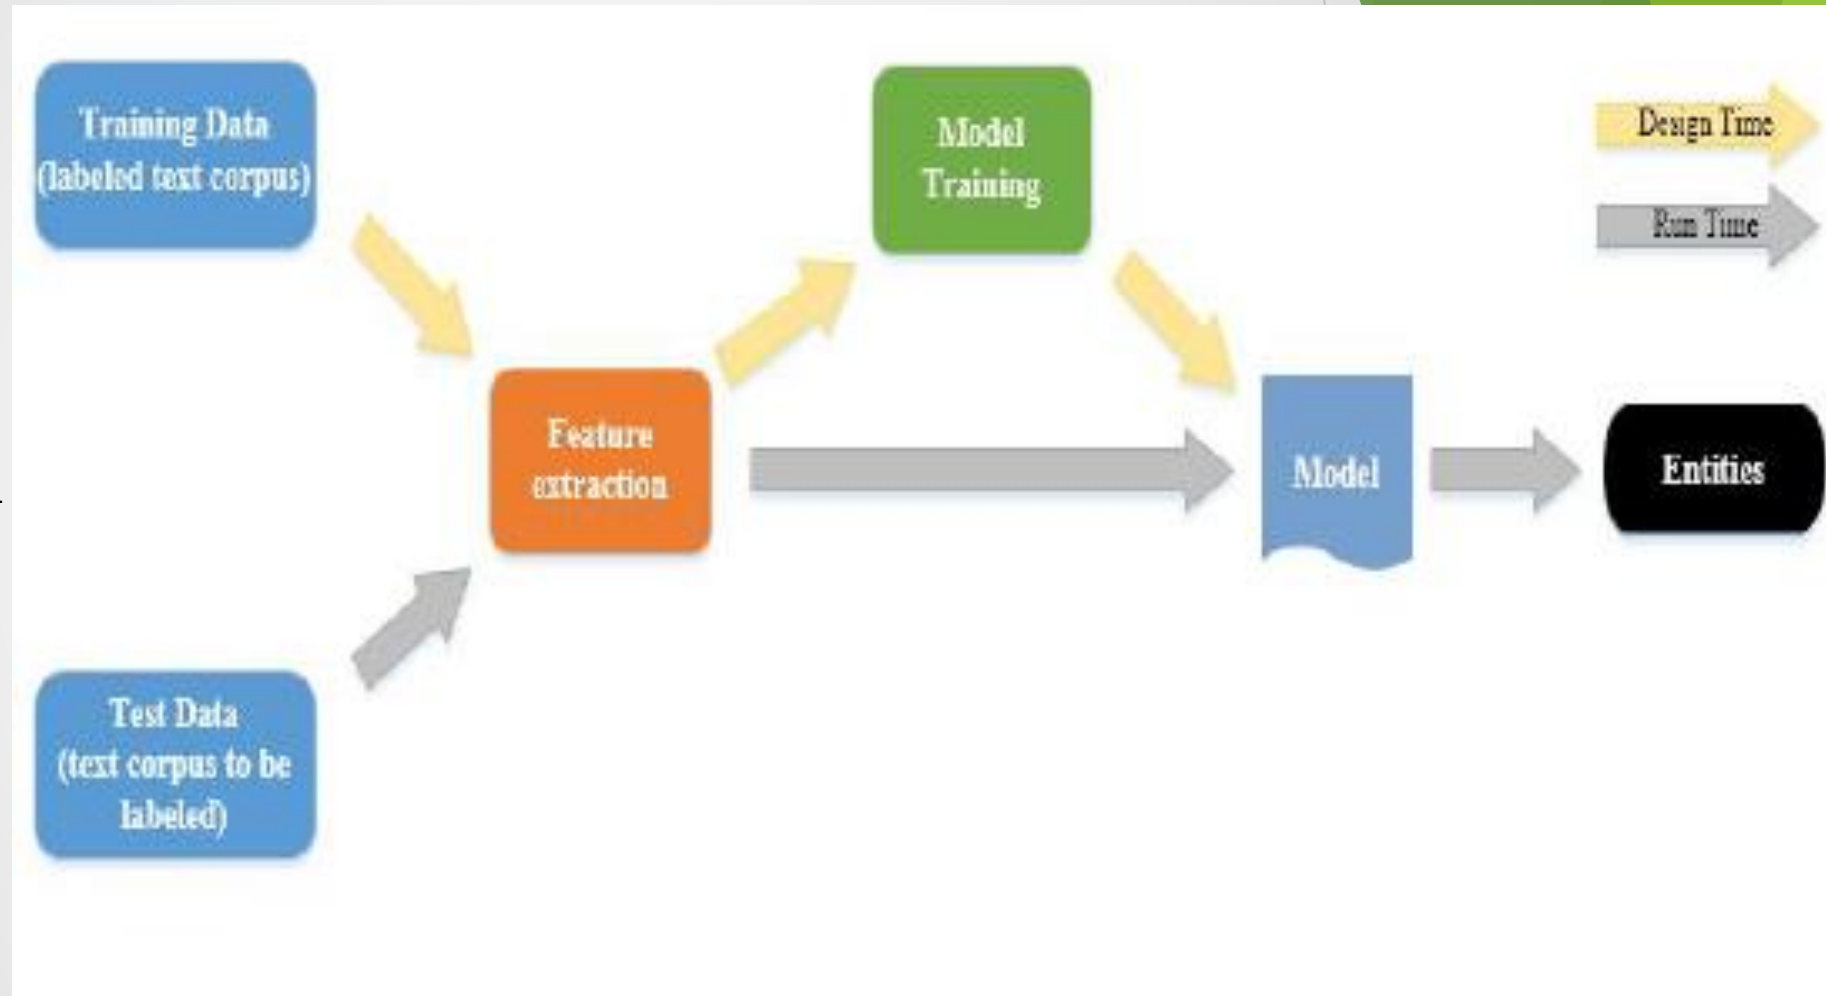 Training Data
(labeled text corpus)
Model
Training
Design Time
Run Time
Feature
extraction
Model
Entities
Test Data
(text corpus to be
labeled)